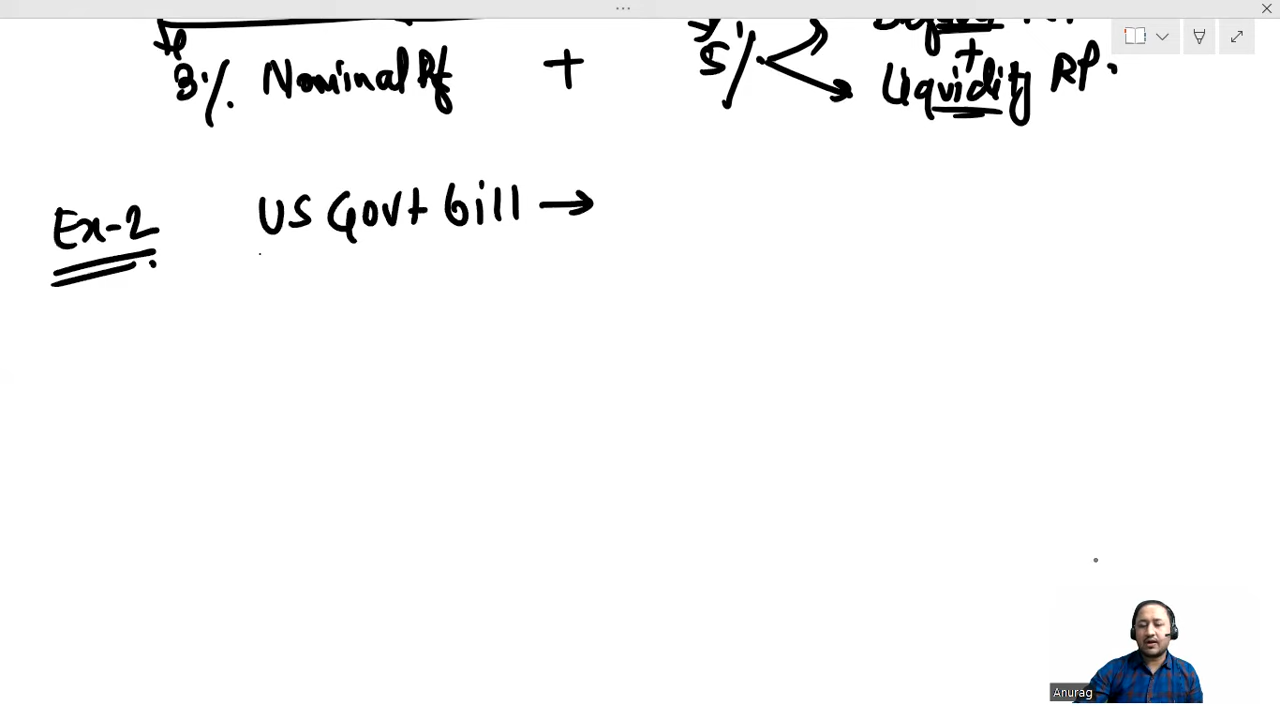 3%. Nominal Rf + 5% Liquidity RP.
+
Ex-2 US Govt bill →
Anurag